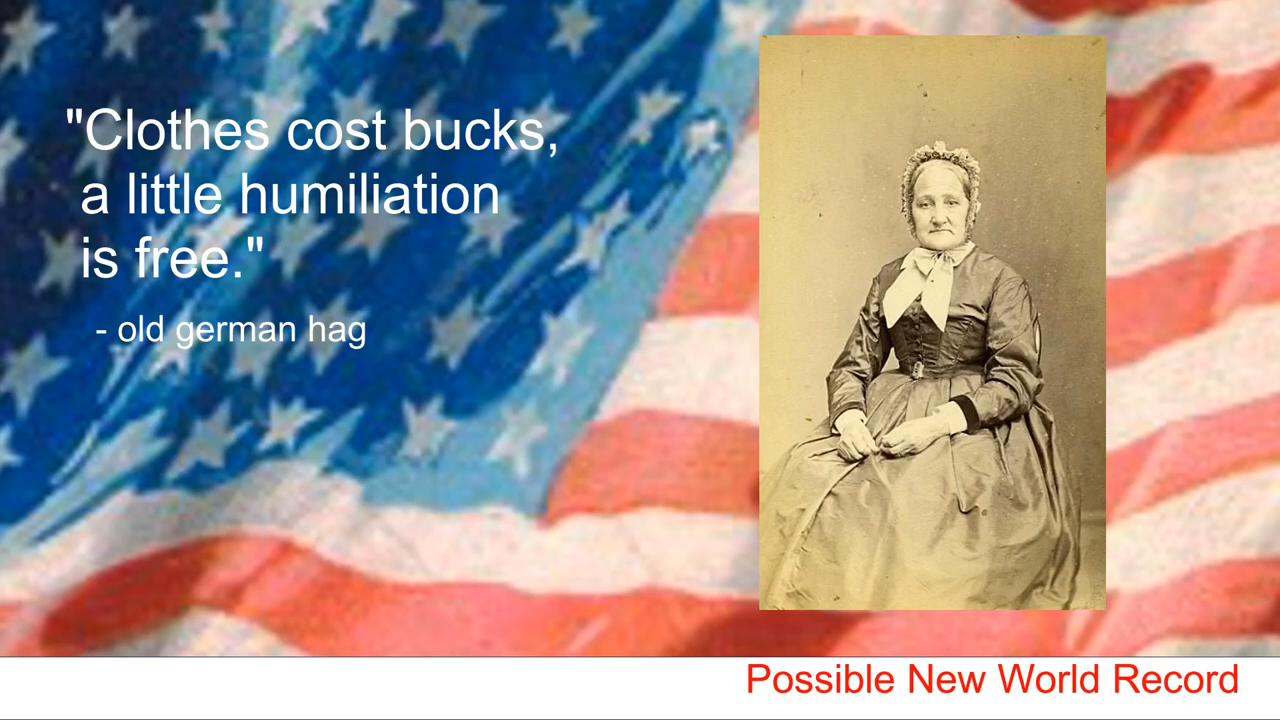 "Clothes cost bucks,
a little humiliation
is free."
- old german hag
Possible New World Record